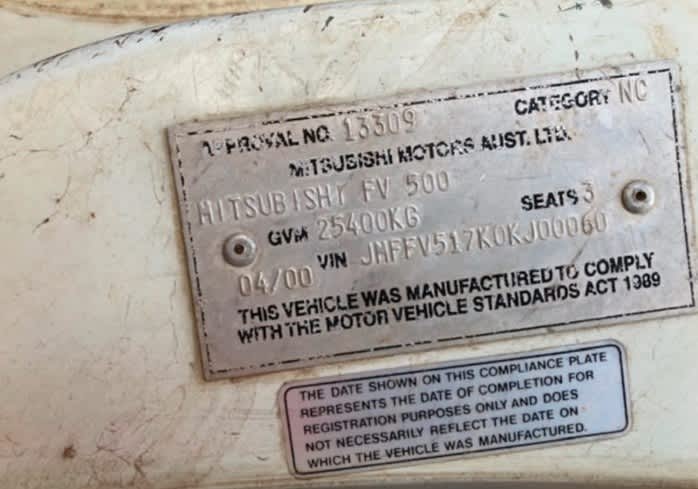 APPROVAL NO. 13309 CATEGORY NC
MITSUBISHI MOTORS AUST. LTD.
MITSUBISHI FV 500
GVM 25400KG SEATS 3
04/00 VIN JMFFV517K0KJ00060
THIS VEHICLE WAS MANUFACTURED TO COMPLY
WITH THE MOTOR VEHICLE STANDARDS ACT 1989
THE DATE SHOWN ON THIS COMPLIANCE PLATE
REPRESENTS THE DATE OF COMPLETION FOR
REGISTRATION PURPOSES ONLY AND DOES
NOT NECESSARILY REFLECT THE DATE ON
WHICH THE VEHICLE WAS MANUFACTURED.